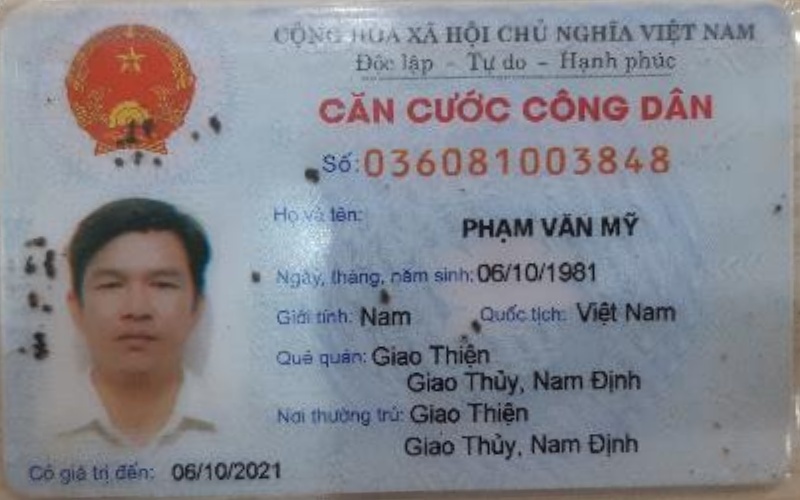 CỘNG HÒA XÃ HỘI CHỦ NGHĨA VIỆT NAM
Độc lập - Tự do - Hạnh phúc
CĂN CƯỚC CÔNG DÂN
Số: 036081003848
Họ và tên: PHẠM VĂN MỸ
Ngày, tháng, năm sinh: 06/10/1981
Giới tính: Nam Quốc tịch: Việt Nam
Quê quán: Giao Thiện
Giao Thủy, Nam Định
Nơi thường trú: Giao Thiện
Giao Thủy, Nam Định
Có giá trị đến: 06/10/2021